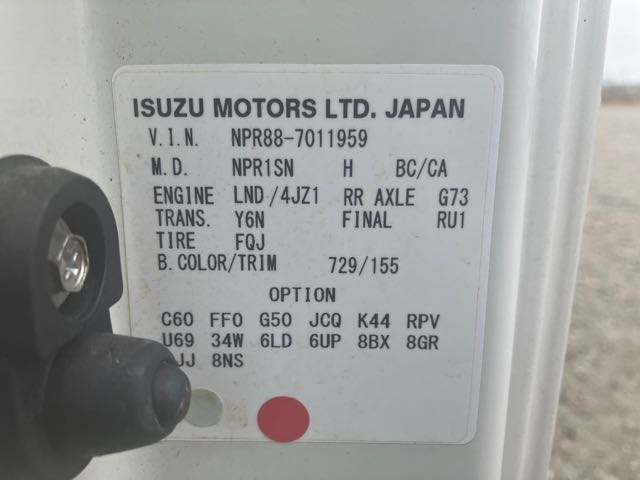 ISUZU MOTORS LTD. JAPAN
V.I.N. NPR88-7011959
M.D. NPR1SN H BC/CA
ENGINE LND/4JZ1 RR AXLE G73
TRANS. Y6N FINAL RU1
TIRE FQJ
B.COLOR/TRIM 729/155
OPTION
C60 FF0 G50 JCQ K44 RPV
U69 34W 6LD 6UP 8BX 8GR
8NS